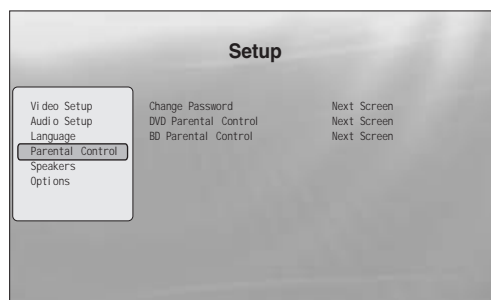 Setup
Video Setup
Audio Setup
Language
Parental Control
Speakers
Options
Change Password Next Screen
DVD Parental Control Next Screen
BD Parental Control Next Screen